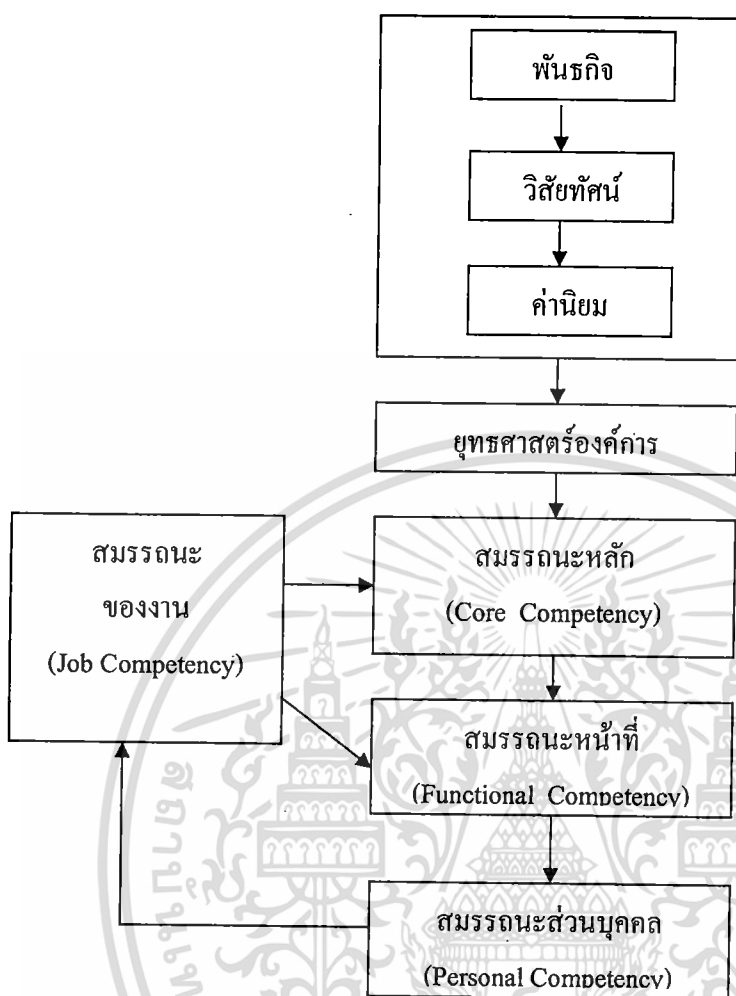 พันธกิจ
วิสัยทัศน์
ค่านิยม
ยุทธศาสตร์องค์การ
สมรรถนะ
ของงาน
(Job Competency)
สมรรถนะหลัก
(Core Competency)
สมรรถนะหน้าที่
(Functional Competency)
สมรรถนะส่วนบุคคล
(Personal Competency)